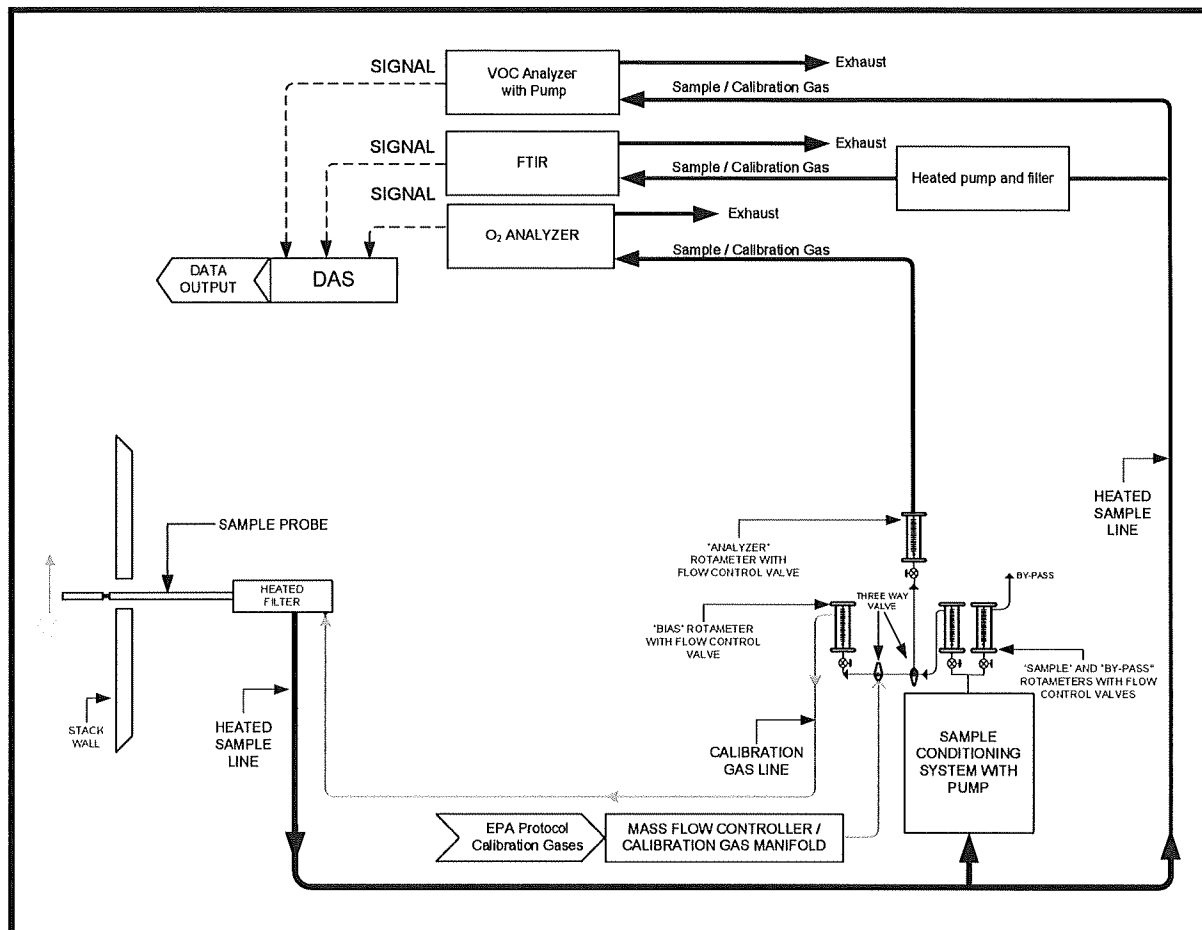 SIGNAL
VOC Analyzer
with Pump
Exhaust
Sample / Calibration Gas
SIGNAL
FTIR
Exhaust
Sample / Calibration Gas
Heated pump and filter
SIGNAL
O₂ ANALYZER
Exhaust
Sample / Calibration Gas
DATA
OUTPUT
DAS
SAMPLE PROBE
HEATED
FILTER
STACK
WALL
HEATED
SAMPLE
LINE
"ANALYZER"
ROTAMETER WITH
FLOW CONTROL VALVE
HEATED
SAMPLE
LINE
THREE WAY
VALVE
BY-PASS
"BIAS" ROTAMETER
WITH FLOW CONTROL
VALVE
"SAMPLE" AND "BY-PASS"
ROTAMETERS WITH FLOW
CONTROL VALVES
CALIBRATION
GAS LINE
SAMPLE
CONDITIONING
SYSTEM WITH
PUMP
EPA Protocol
Calibration Gases
MASS FLOW CONTROLLER /
CALIBRATION GAS MANIFOLD